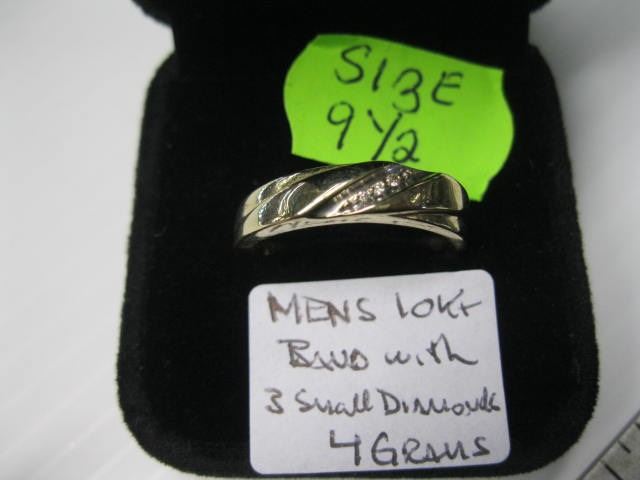 SIZE
9 1/2
MENS 10Kt
BAND with
3 Small Diamonds
4 GRAMS